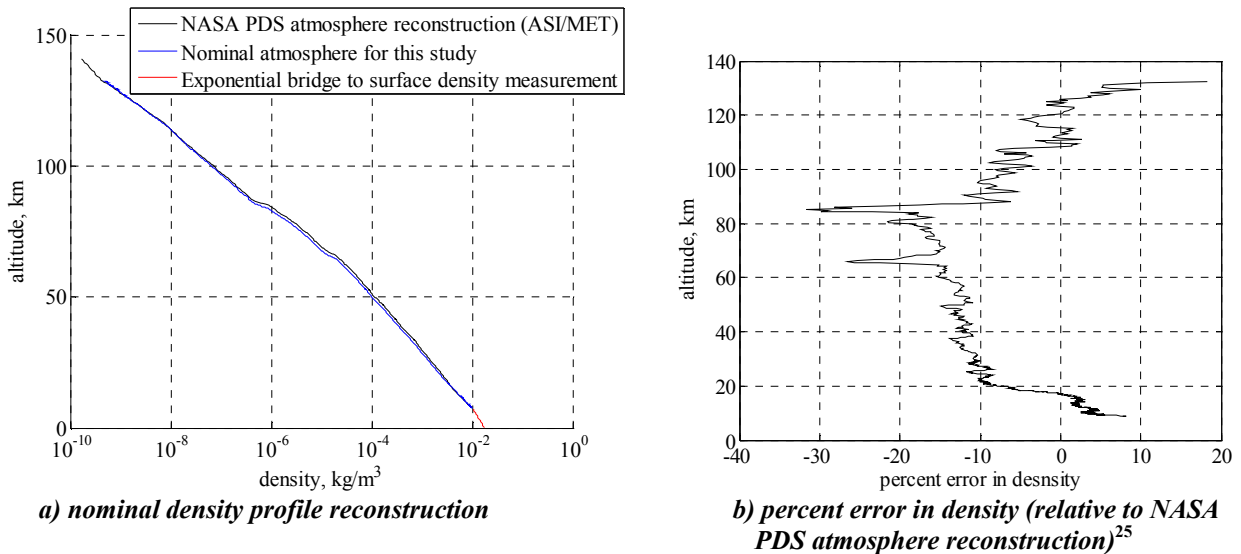 NASA PDS atmosphere reconstruction (ASI/MET)
Nominal atmosphere for this study
Exponential bridge to surface density measurement
150
100
50
0
altitude, km
10^-10
10^-8
10^-6
10^-4
10^-2
10^0
density, kg/m^3
a) nominal density profile reconstruction
140
120
100
80
60
40
20
0
altitude, km
-40
-30
-20
-10
0
10
20
percent error in desnsity
b) percent error in density (relative to NASA
PDS atmosphere reconstruction)^25